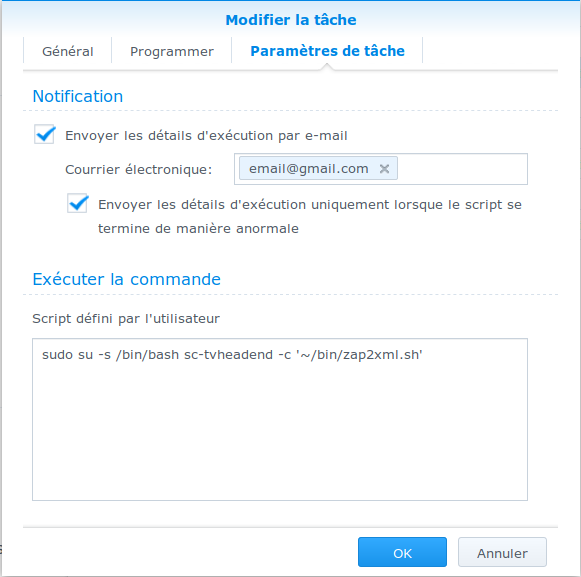 Modifier la tâche
Général
Programmer
Paramètres de tâche
Notification
Envoyer les détails d'exécution par e-mail
Courrier électronique:
email@gmail.com
Envoyer les détails d'exécution uniquement lorsque le script se
termine de manière anormale
Exécuter la commande
Script défini par l'utilisateur
sudo su -s /bin/bash sc-tvheadend -c '~/bin/zap2xml.sh'
OK
Annuler